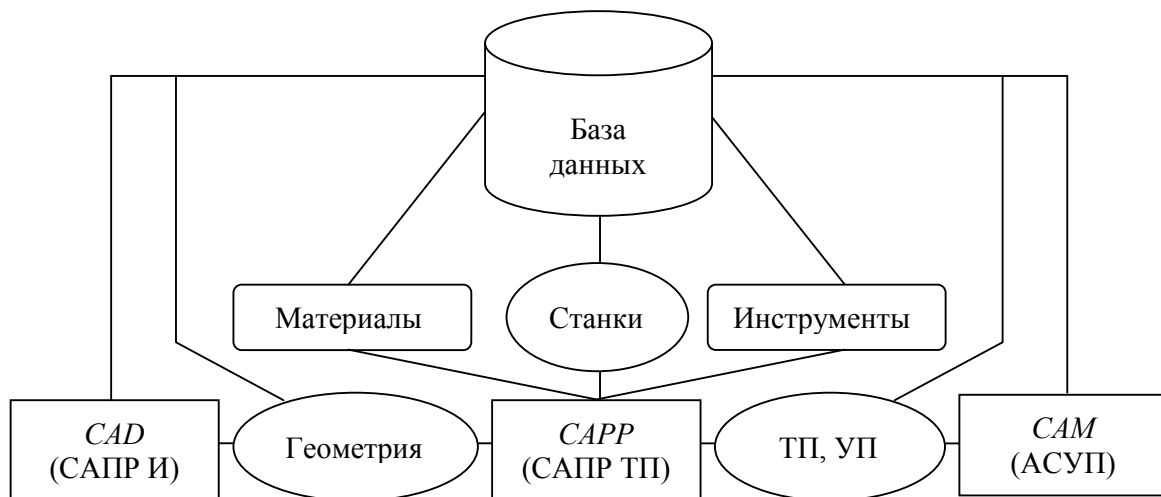 База
данных
Материалы
Станки
Инструменты
CAD
(САПР И)
Геометрия
CAPP
(САПР ТП)
ТП, УП
CAM
(АСУП)